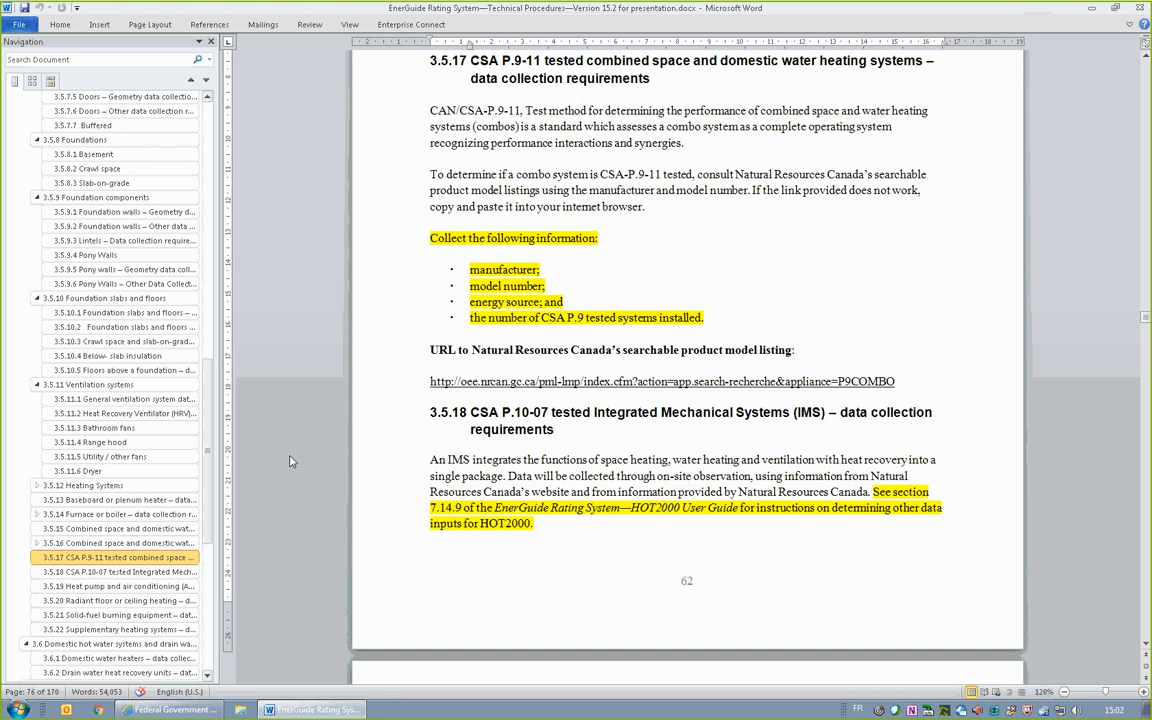 EnerGuide Rating System—Technical Procedures—Version 15.2 for presentation.docx - Microsoft Word
File Home Insert Page Layout References Mailings Review View Enterprise Connect
Navigation
Search Document
3.5.7.5 Doors – Geometry data collectio...
3.5.7.6 Doors – Other data collection r...
3.5.7.7 Buffered
3.5.8 Foundations
3.5.8.1 Basement
3.5.8.2 Crawl space
3.5.8.3 Slab-on-grade
3.5.9 Foundation components
3.5.9.1 Foundation walls – Geometry d...
3.5.9.2 Foundation walls – Other data ...
3.5.9.3 Lintels – Data collection require...
3.5.9.4 Pony Walls
3.5.9.5 Pony walls – Geometry data coll...
3.5.9.6 Pony walls – Other Data Collect...
3.5.10 Foundation slabs and floors
3.5.10.1 Foundation slabs and floors – ...
3.5.10.2 Foundation slabs and floors ...
3.5.10.3 Crawl space and slab-on-grad...
3.5.10.4 Below- slab insulation
3.5.10.5 Floors above a foundation – d...
3.5.11 Ventilation systems
3.5.11.1 General ventilation system dat...
3.5.11.2 Heat Recovery Ventilator (HRV)...
3.5.11.3 Bathroom fans
3.5.11.4 Range hood
3.5.11.5 Utility / other fans
3.5.11.6 Dryer
3.5.12 Heating Systems
3.5.13 Baseboard or plenum heater – data...
3.5.14 Furnace or boiler – data collection ...
3.5.15 Combined space and domestic wat...
3.5.16 Combined space and domestic wat...
3.5.17 CSA P.9-11 tested combined space ...
3.5.18 CSA P.10-07 tested Integrated Mech...
3.5.19 Heat pump and air conditioning (A...
3.5.20 Radiant floor or ceiling heating – d...
3.5.21 Solid-fuel burning equipment – dat...
3.5.22 Supplementary heating systems – d...
3.6 Domestic hot water systems and drain wa...
3.6.1 Domestic water heaters – data collec...
3.6.2 Drain water heat recovery units – dat...
3.5.17 CSA P.9-11 tested combined space and domestic water heating systems –
data collection requirements
CAN/CSA-P.9-11, Test method for determining the performance of combined space and water heating
systems (combos) is a standard which assesses a combo system as a complete operating system
recognizing performance interactions and synergies.
To determine if a combo system is CSA-P.9-11 tested, consult Natural Resources Canada's searchable
product model listings using the manufacturer and model number. If the link provided does not work,
copy and paste it into your internet browser.
Collect the following information:
· manufacturer;
· model number;
· energy source; and
· the number of CSA P.9 tested systems installed.
URL to Natural Resources Canada's searchable product model listing:
http://oee.nrcan.gc.ca/pml-lmp/index.cfm?action=app.search-recherche&appliance=P9COMBO
3.5.18 CSA P.10-07 tested Integrated Mechanical Systems (IMS) – data collection
requirements
An IMS integrates the functions of space heating, water heating and ventilation with heat recovery into a
single package. Data will be collected through on-site observation, using information from Natural
Resources Canada's website and from information provided by Natural Resources Canada. See section
7.14.9 of the EnerGuide Rating System—HOT2000 User Guide for instructions on determining other data
inputs for HOT2000.
62
Page: 76 of 170 Words: 54,053 English (U.S.) 120%
Federal Government ... EnerGuide Rating Sys... FR 15:02